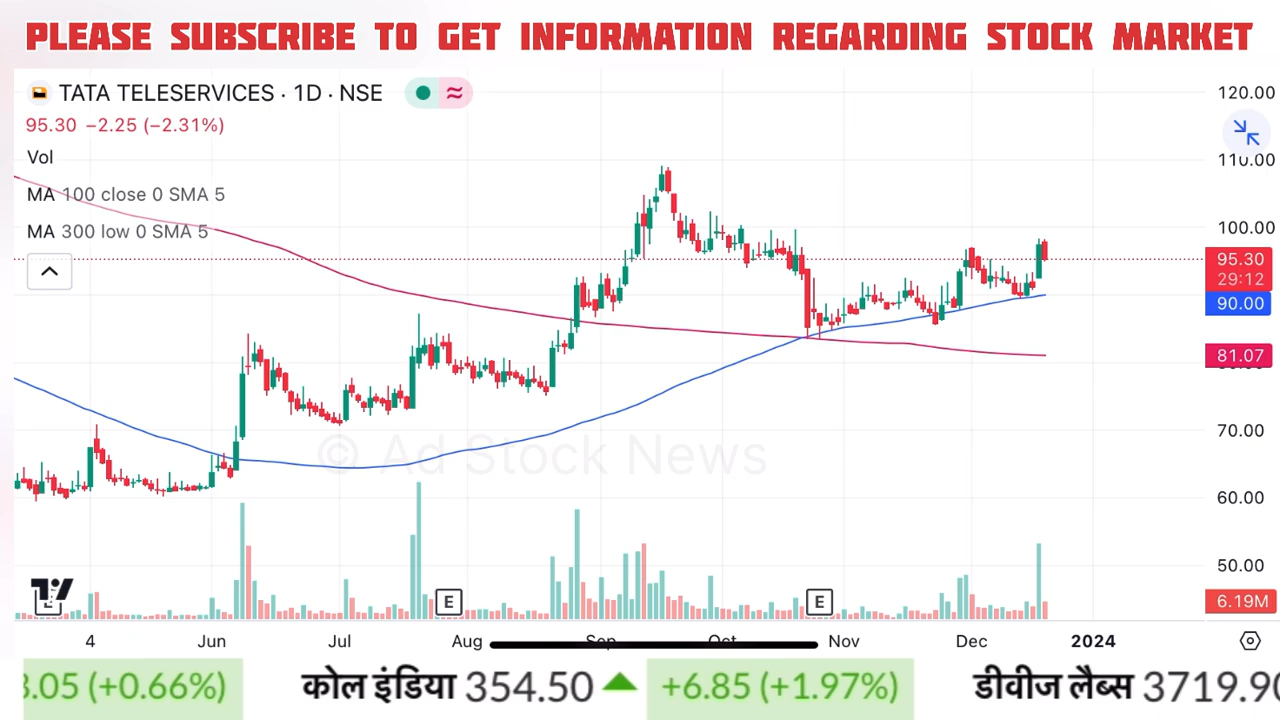 PLEASE SUBSCRIBE TO GET INFORMATION REGARDING STOCK MARKET
TATA TELESERVICES · 1D · NSE
95.30 −2.25 (−2.31%)
Vol
MA 100 close 0 SMA 5
MA 300 low 0 SMA 5
120.00
110.00
100.00
95.30
29:12
90.00
81.07
70.00
60.00
50.00
6.19M
© Ad Stock News
E
E
4 Jun Jul Aug Sep Oct Nov Dec 2024
3.05 (+0.66%) कोल इंडिया 354.50 +6.85 (+1.97%) डीवीज लैब्स 3719.90